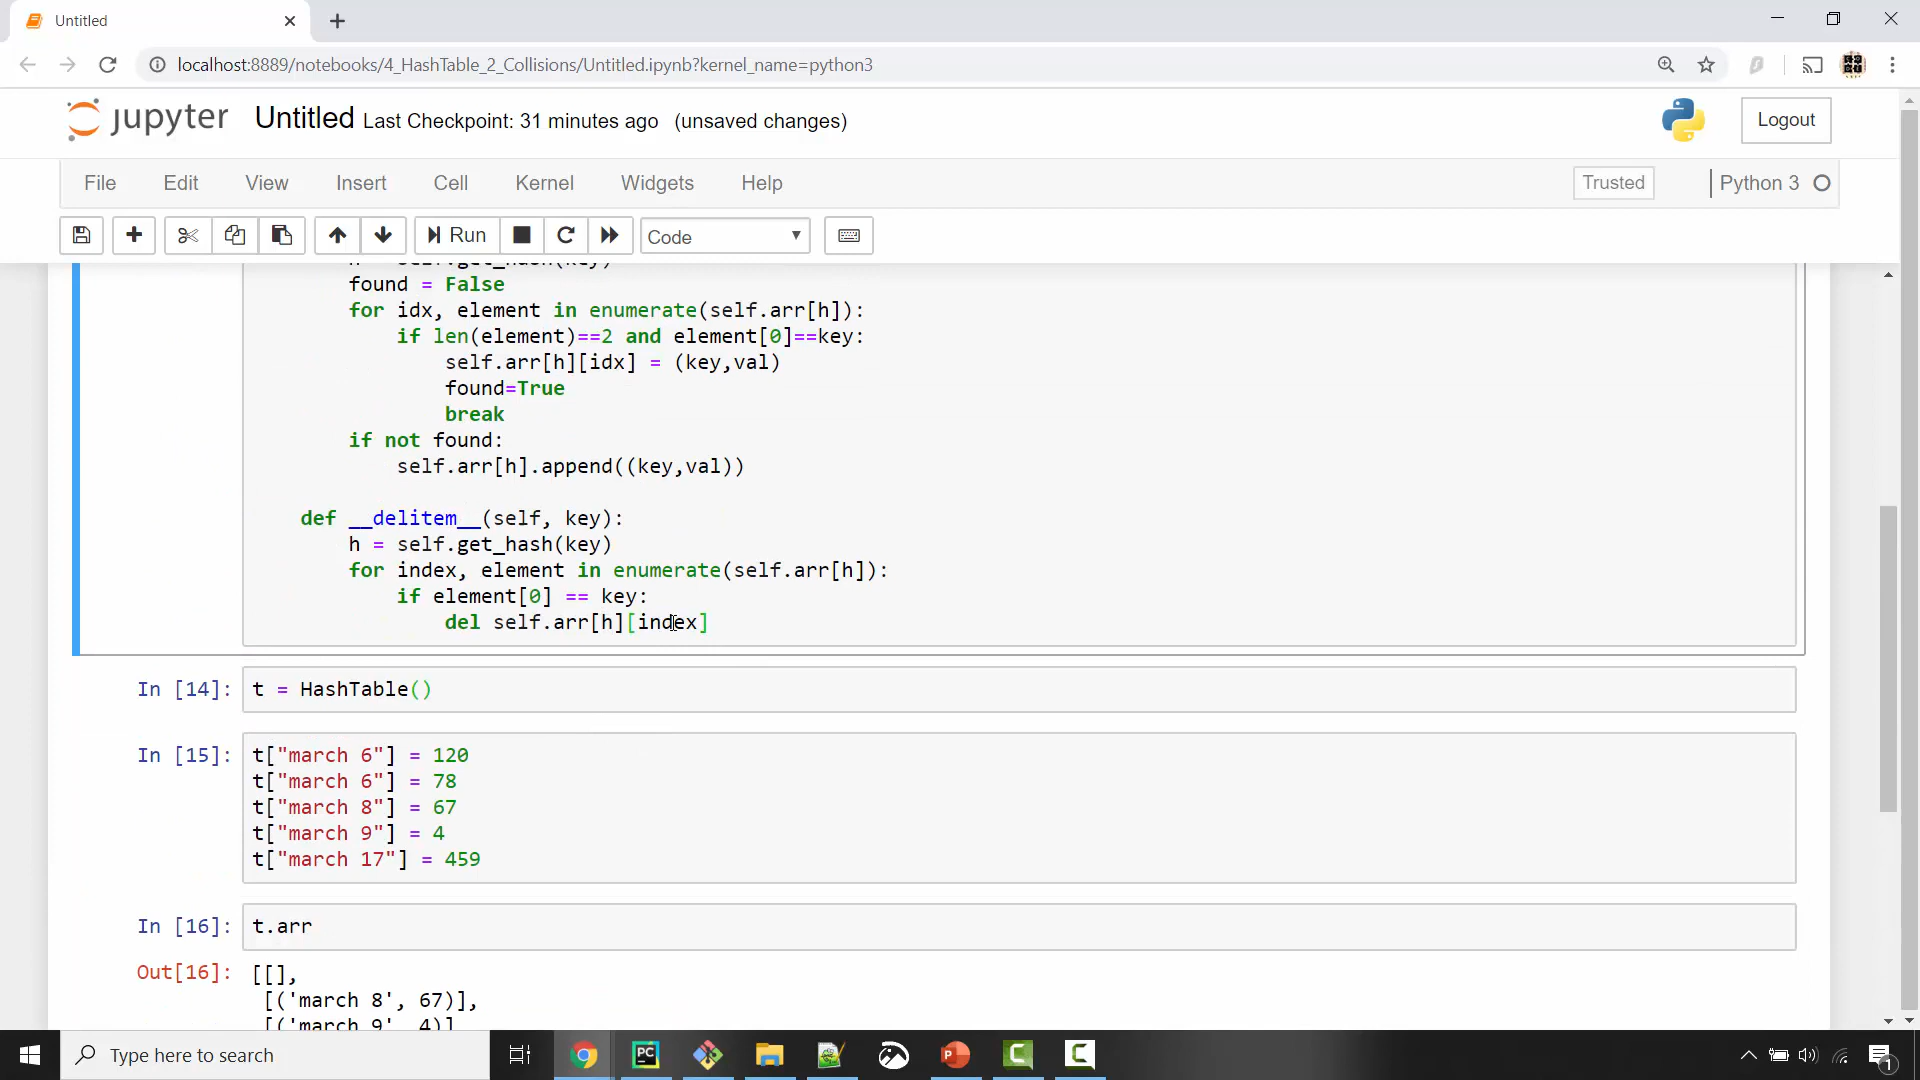 Untitled
localhost:8889/notebooks/4_HashTable_2_Collisions/Untitled.ipynb?kernel_name=python3
jupyter Untitled Last Checkpoint: 31 minutes ago (unsaved changes)
Logout
File Edit View Insert Cell Kernel Widgets Help
Trusted
Python 3
Run
Code
h = self.get_hash(key)
found = False
for idx, element in enumerate(self.arr[h]):
if len(element)==2 and element[0]==key:
self.arr[h][idx] = (key,val)
found=True
break
if not found:
self.arr[h].append((key,val))
def __delitem__(self, key):
h = self.get_hash(key)
for index, element in enumerate(self.arr[h]):
if element[0] == key:
del self.arr[h][index]
In [14]: t = HashTable()
In [15]: t["march 6"] = 120
t["march 6"] = 78
t["march 8"] = 67
t["march 9"] = 4
t["march 17"] = 459
In [16]: t.arr
Out[16]: [[],
[('march 8', 67)],
[('march 9', 4)]
Type here to search
PC
1